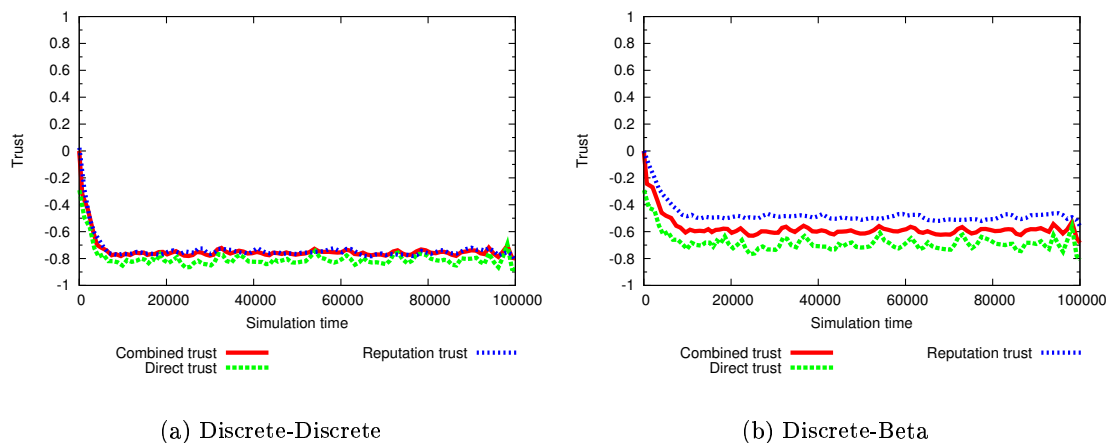 1
0.8
0.6
0.4
0.2
0
-0.2
-0.4
-0.6
-0.8
-1
Trust
0 20000 40000 60000 80000 100000
Simulation time
Combined trust
Direct trust
Reputation trust
(a) Discrete-Discrete
1
0.8
0.6
0.4
0.2
0
-0.2
-0.4
-0.6
-0.8
-1
Trust
0 20000 40000 60000 80000 100000
Simulation time
Combined trust
Direct trust
Reputation trust
(b) Discrete-Beta